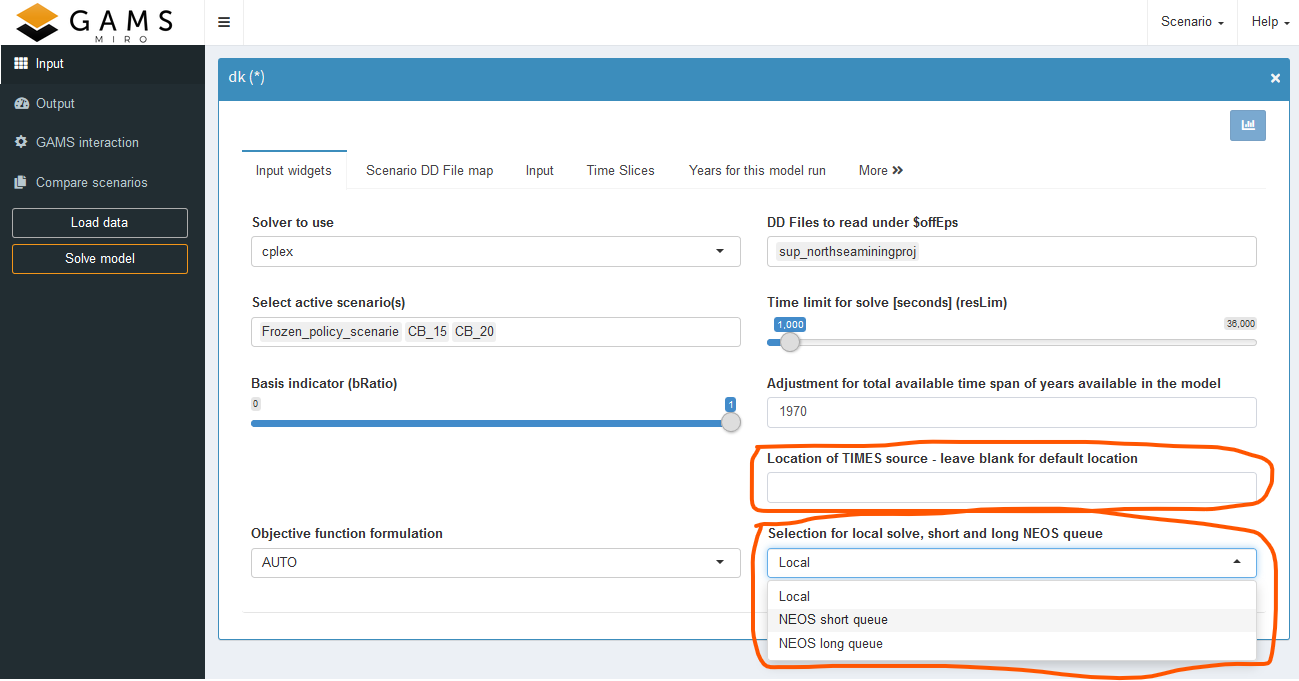 GAMS
MIRO
Scenario
Help
Input
Output
GAMS interaction
Compare scenarios
Load data
Solve model
dk (*)
Input widgets
Scenario DD File map
Input
Time Slices
Years for this model run
More
Solver to use
cplex
DD Files to read under $offEps
sup_northseaminingproj
Select active scenario(s)
Frozen_policy_scenarie CB_15 CB_20
Time limit for solve [seconds] (resLim)
1,000
36,000
Basis indicator (bRatio)
0
1
Adjustment for total available time span of years available in the model
1970
Location of TIMES source - leave blank for default location
Objective function formulation
AUTO
Selection for local solve, short and long NEOS queue
Local
Local
NEOS short queue
NEOS long queue